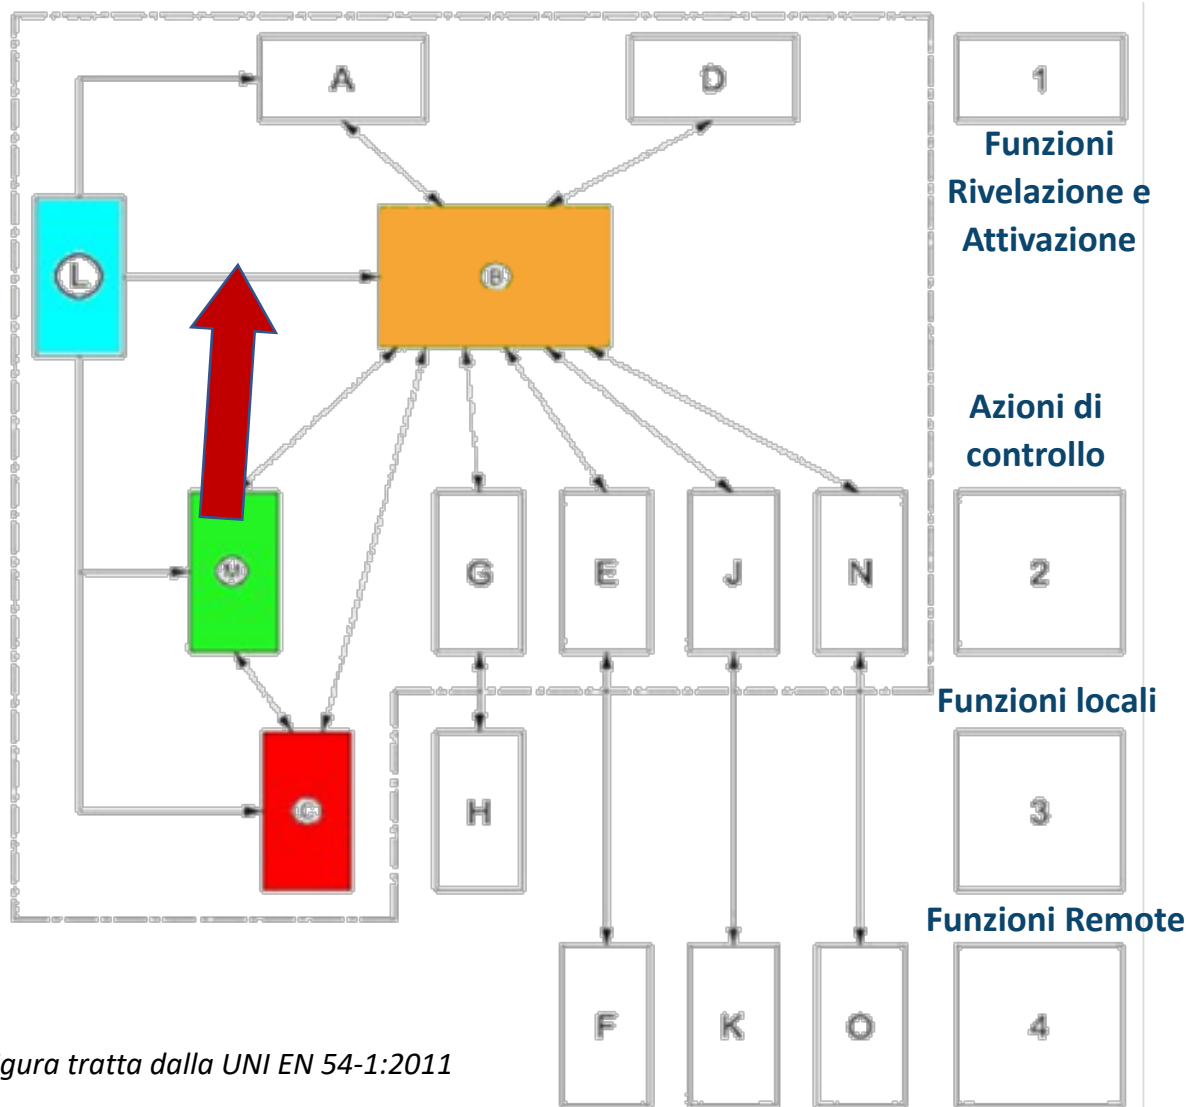 A
D
1
Funzioni
Rivelazione e
Attivazione
L
B
Azioni di
controllo
M
G
E
J
N
2
Funzioni locali
C
H
3
Funzioni Remote
F
K
O
4
gura tratta dalla UNI EN 54-1:2011